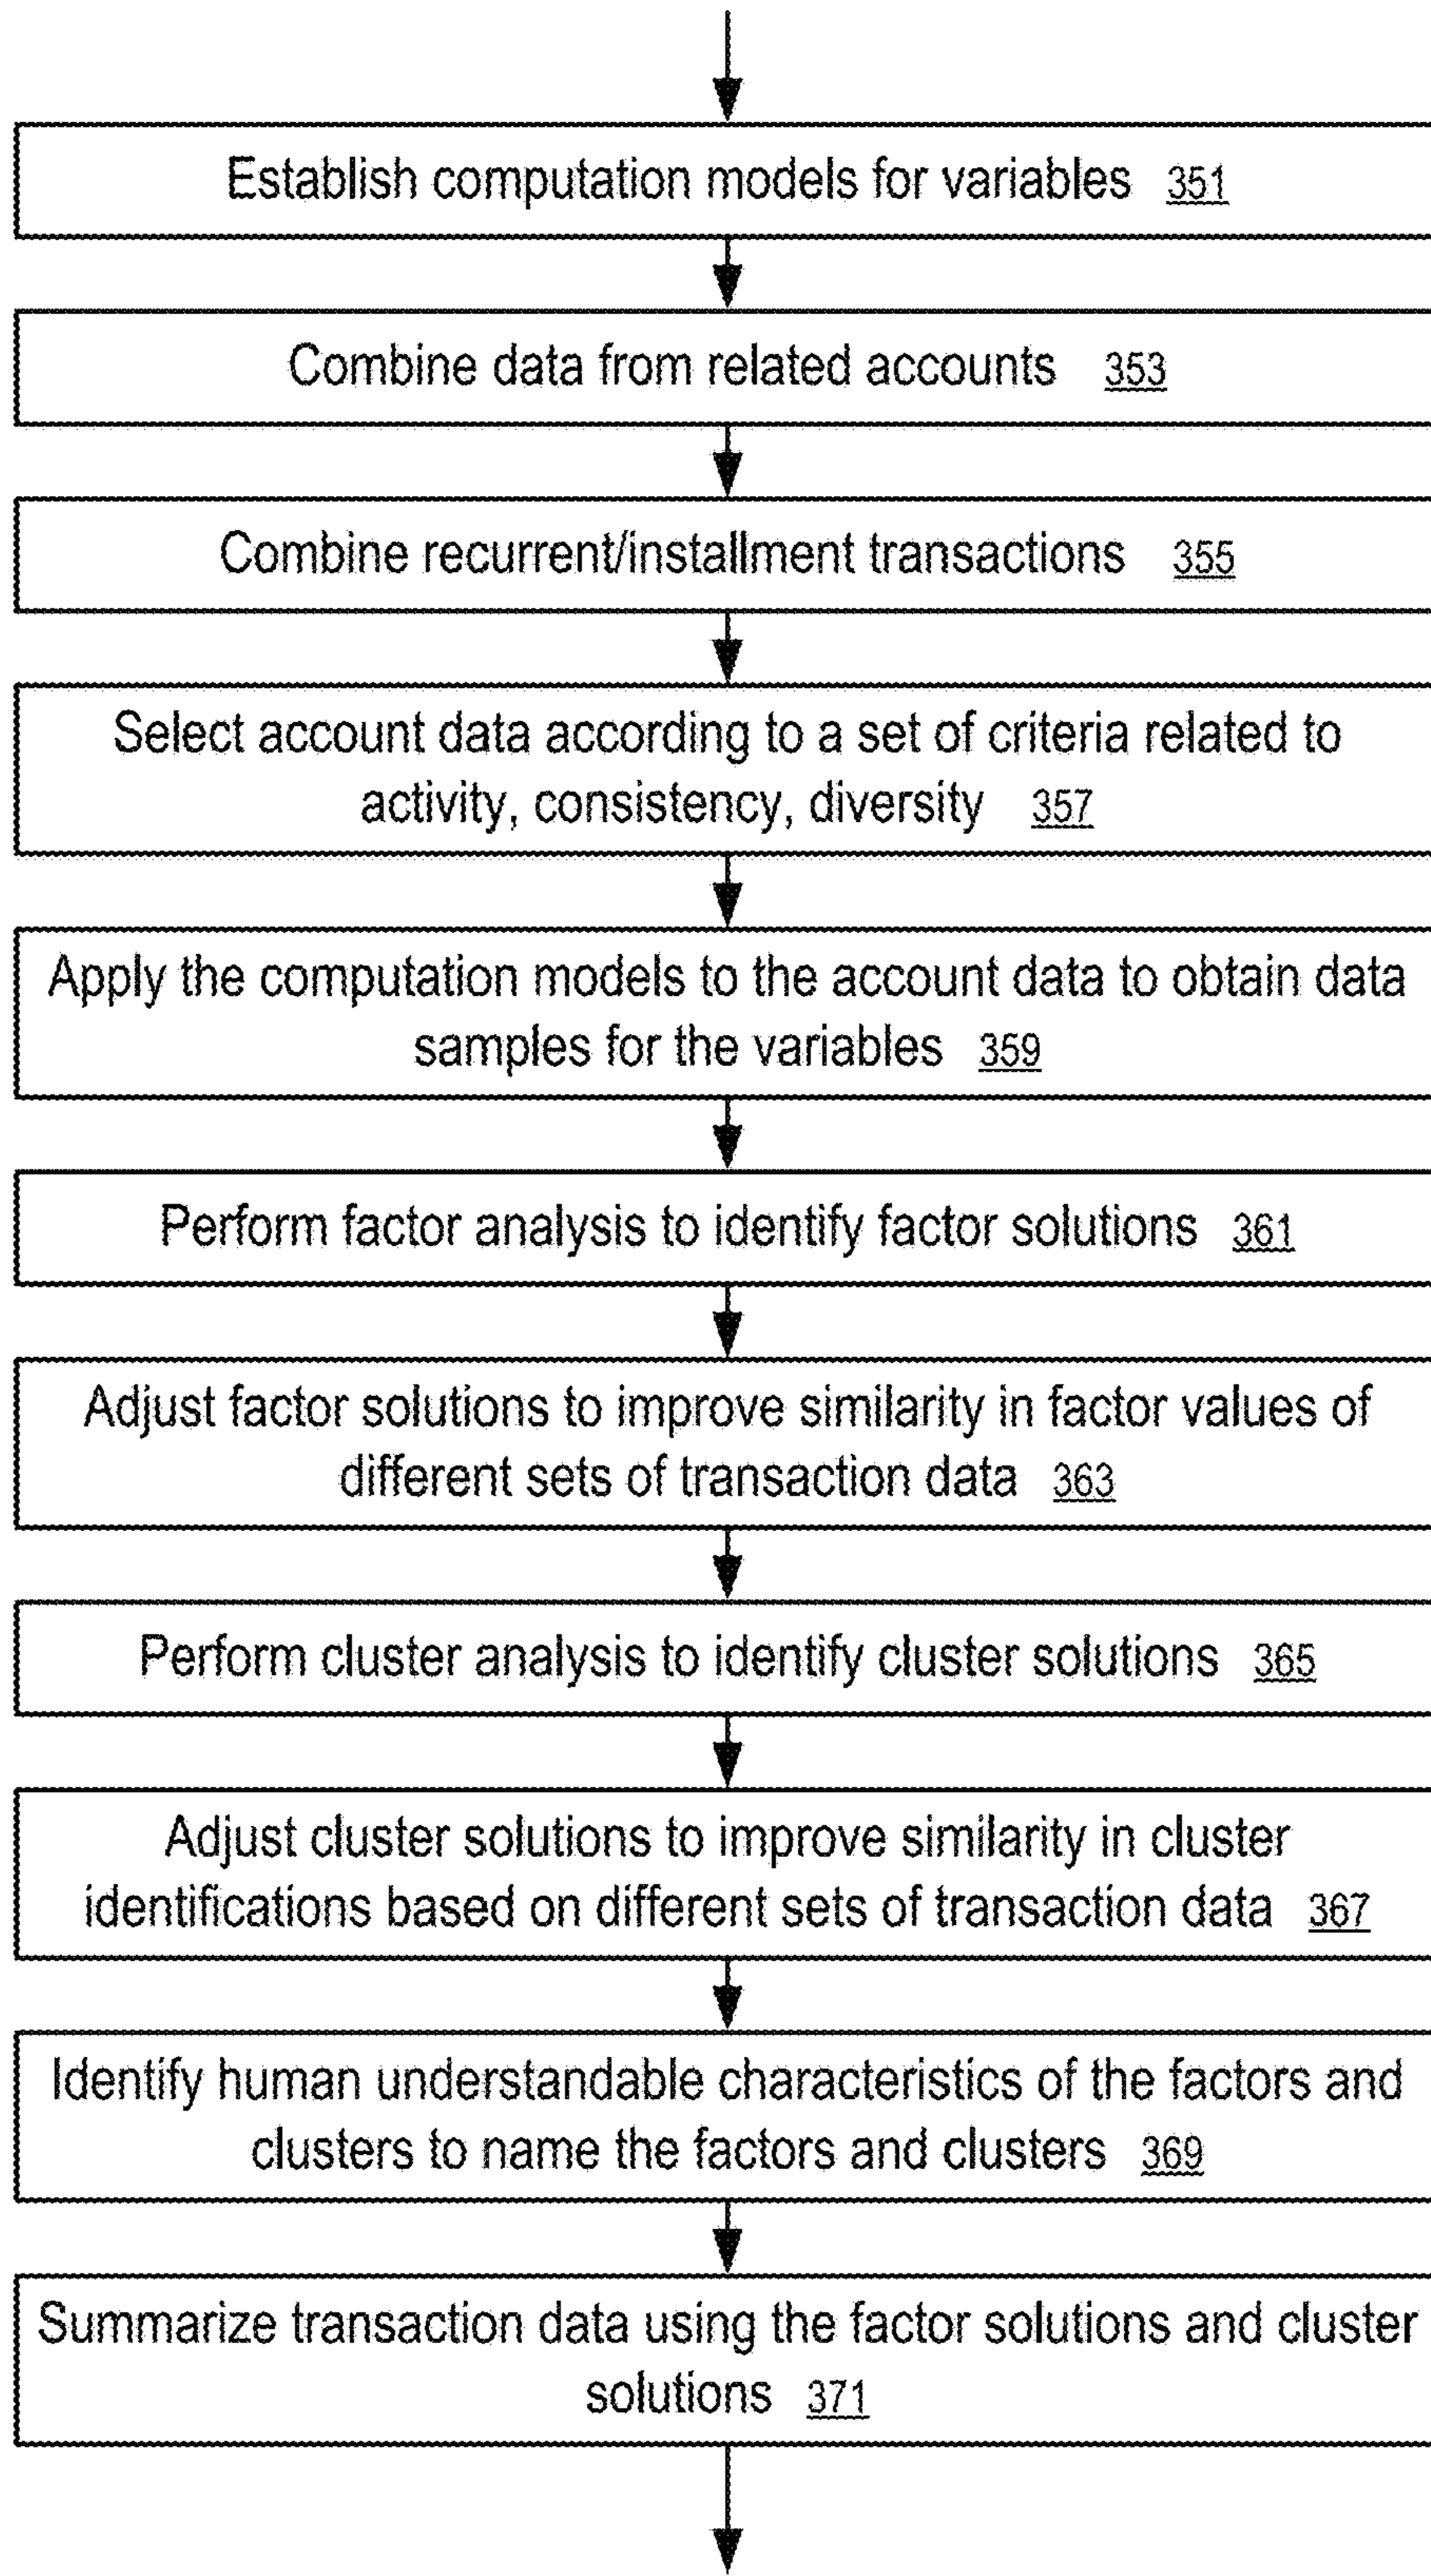 Establish computation models for variables 351
Combine data from related accounts 353
Combine recurrent/installment transactions 355
Select account data according to a set of criteria related to
activity, consistency, diversity 357
Apply the computation models to the account data to obtain data
samples for the variables 359
Perform factor analysis to identify factor solutions 361
Adjust factor solutions to improve similarity in factor values of
different sets of transaction data 363
Perform cluster analysis to identify cluster solutions 365
Adjust cluster solutions to improve similarity in cluster
identifications based on different sets of transaction data 367
Identify human understandable characteristics of the factors and
clusters to name the factors and clusters 369
Summarize transaction data using the factor solutions and cluster
solutions 371